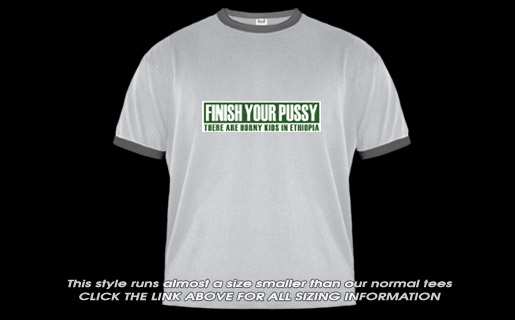 FINISH YOUR PUSSY
THERE ARE HORNY KIDS IN ETHIOPIA
This style runs almost a size smaller than our normal tees
CLICK THE LINK ABOVE FOR ALL SIZING INFORMATION